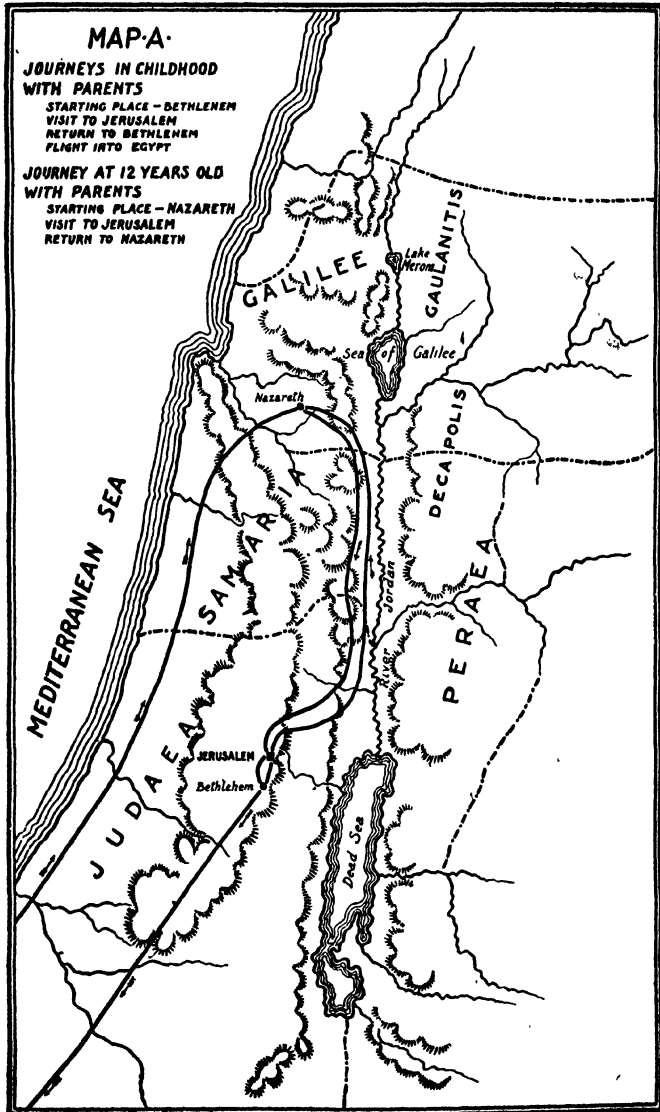 MAP·A·
JOURNEYS IN CHILDHOOD
WITH PARENTS
STARTING PLACE – BETHLEHEM
VISIT TO JERUSALEM
RETURN TO BETHLEHEM
FLIGHT INTO EGYPT
JOURNEY AT 12 YEARS OLD
WITH PARENTS
STARTING PLACE – NAZARETH
VISIT TO JERUSALEM
RETURN TO NAZARETH
GAULANITIS
Lake
Merom
GALILEE
Sea of Galilee
Nazareth
DECAPOLIS
MEDITERRANEAN SEA
SAMARIA
River Jordan
PERAEA
JERUSALEM
Bethlehem
JUDAEA
Dead Sea